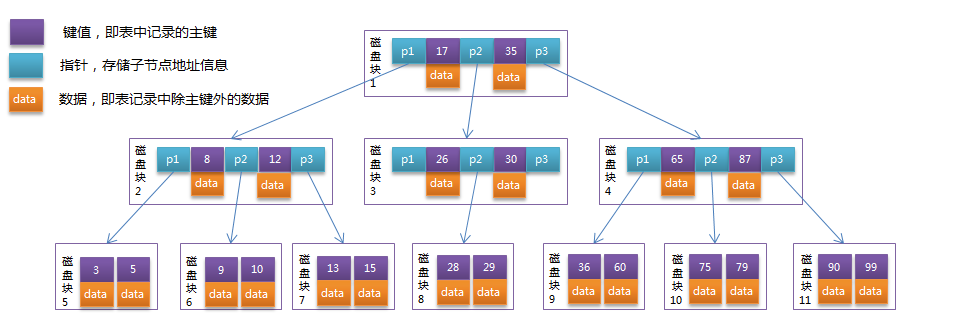 键值，即表中记录的主键
指针，存储子节点地址信息
data 数据，即表记录中除主键外的数据
磁盘块1
p1 17 p2 35 p3
data data
磁盘块2
p1 8 p2 12 p3
data data
磁盘块3
p1 26 p2 30 p3
data data
磁盘块4
p1 65 p2 87 p3
data data
磁盘块5
3 5
data data
磁盘块6
9 10
data data
磁盘块7
13 15
data data
磁盘块8
28 29
data data
磁盘块9
36 60
data data
磁盘块10
75 79
data data
磁盘块11
90 99
data data